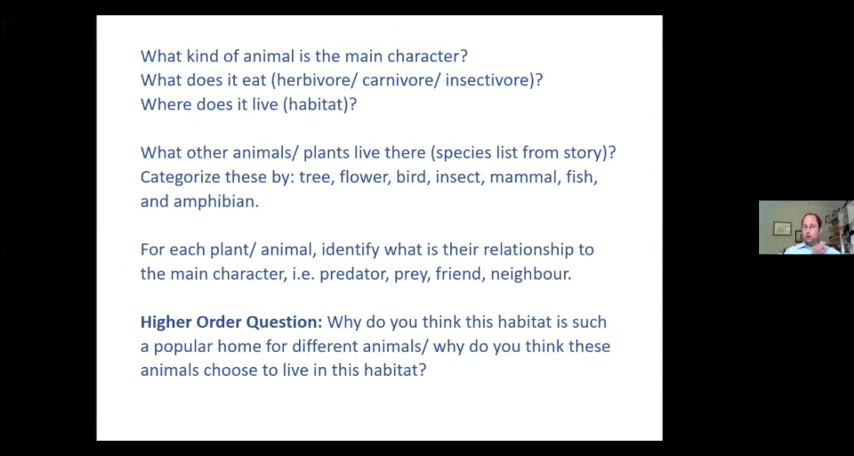 What kind of animal is the main character?
What does it eat (herbivore/ carnivore/ insectivore)?
Where does it live (habitat)?
What other animals/ plants live there (species list from story)?
Categorize these by: tree, flower, bird, insect, mammal, fish,
and amphibian.
For each plant/ animal, identify what is their relationship to
the main character, i.e. predator, prey, friend, neighbour.
Higher Order Question: Why do you think this habitat is such
a popular home for different animals/ why do you think these
animals choose to live in this habitat?